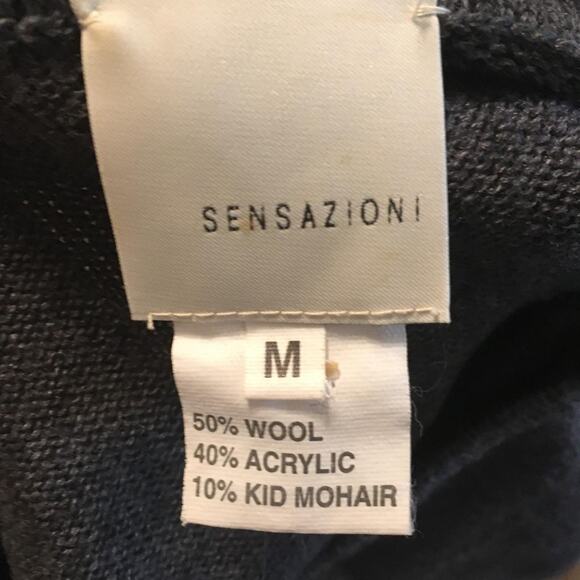 SENSAZIONI
M
50% WOOL
40% ACRYLIC
10% KID MOHAIR